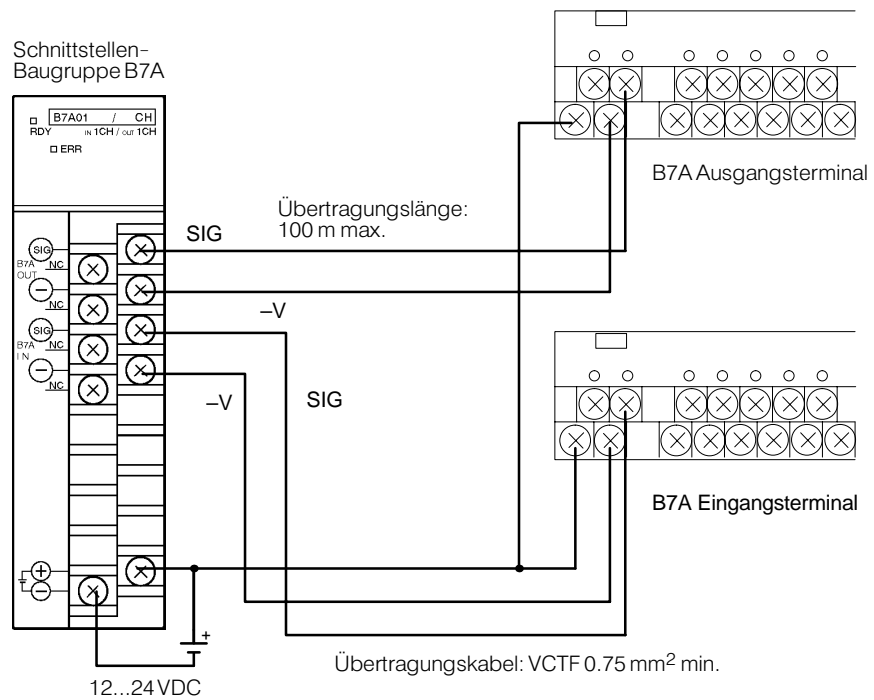 Schnittstellen-
Baugruppe B7A
B7A01 / CH
RDY IN 1CH / OUT 1CH
ERR
B7A Ausgangsterminal
Übertragungslänge:
100 m max.
SIG
SIG
B7A
OUT
NC
−
NC
–V
SIG
B7A
IN
NC
−
NC
–V
SIG
B7A Eingangsterminal
+
−
+
12...24 VDC
Übertragungskabel: VCTF 0.75 mm² min.